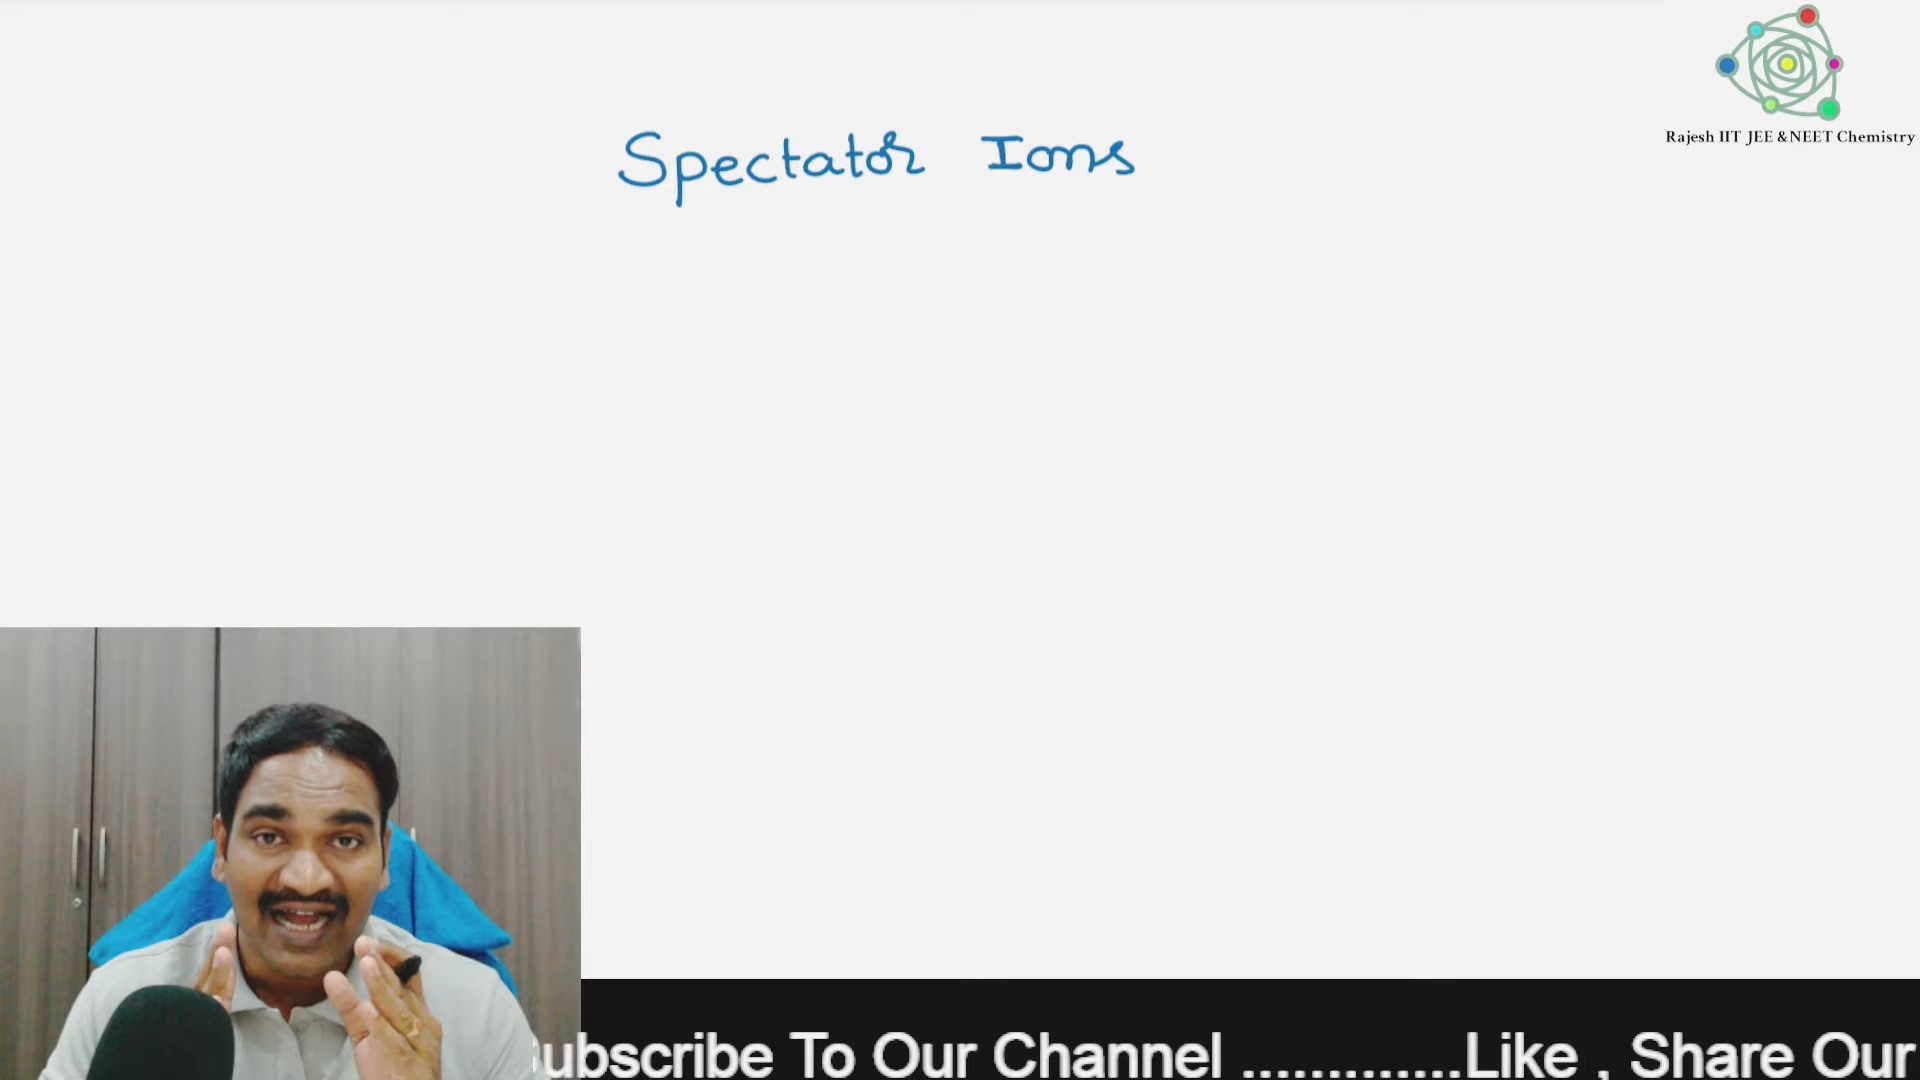 Spectator Ions
Rajesh IIT JEE &NEET Chemistry
ubscribe To Our Channel .............Like , Share Our